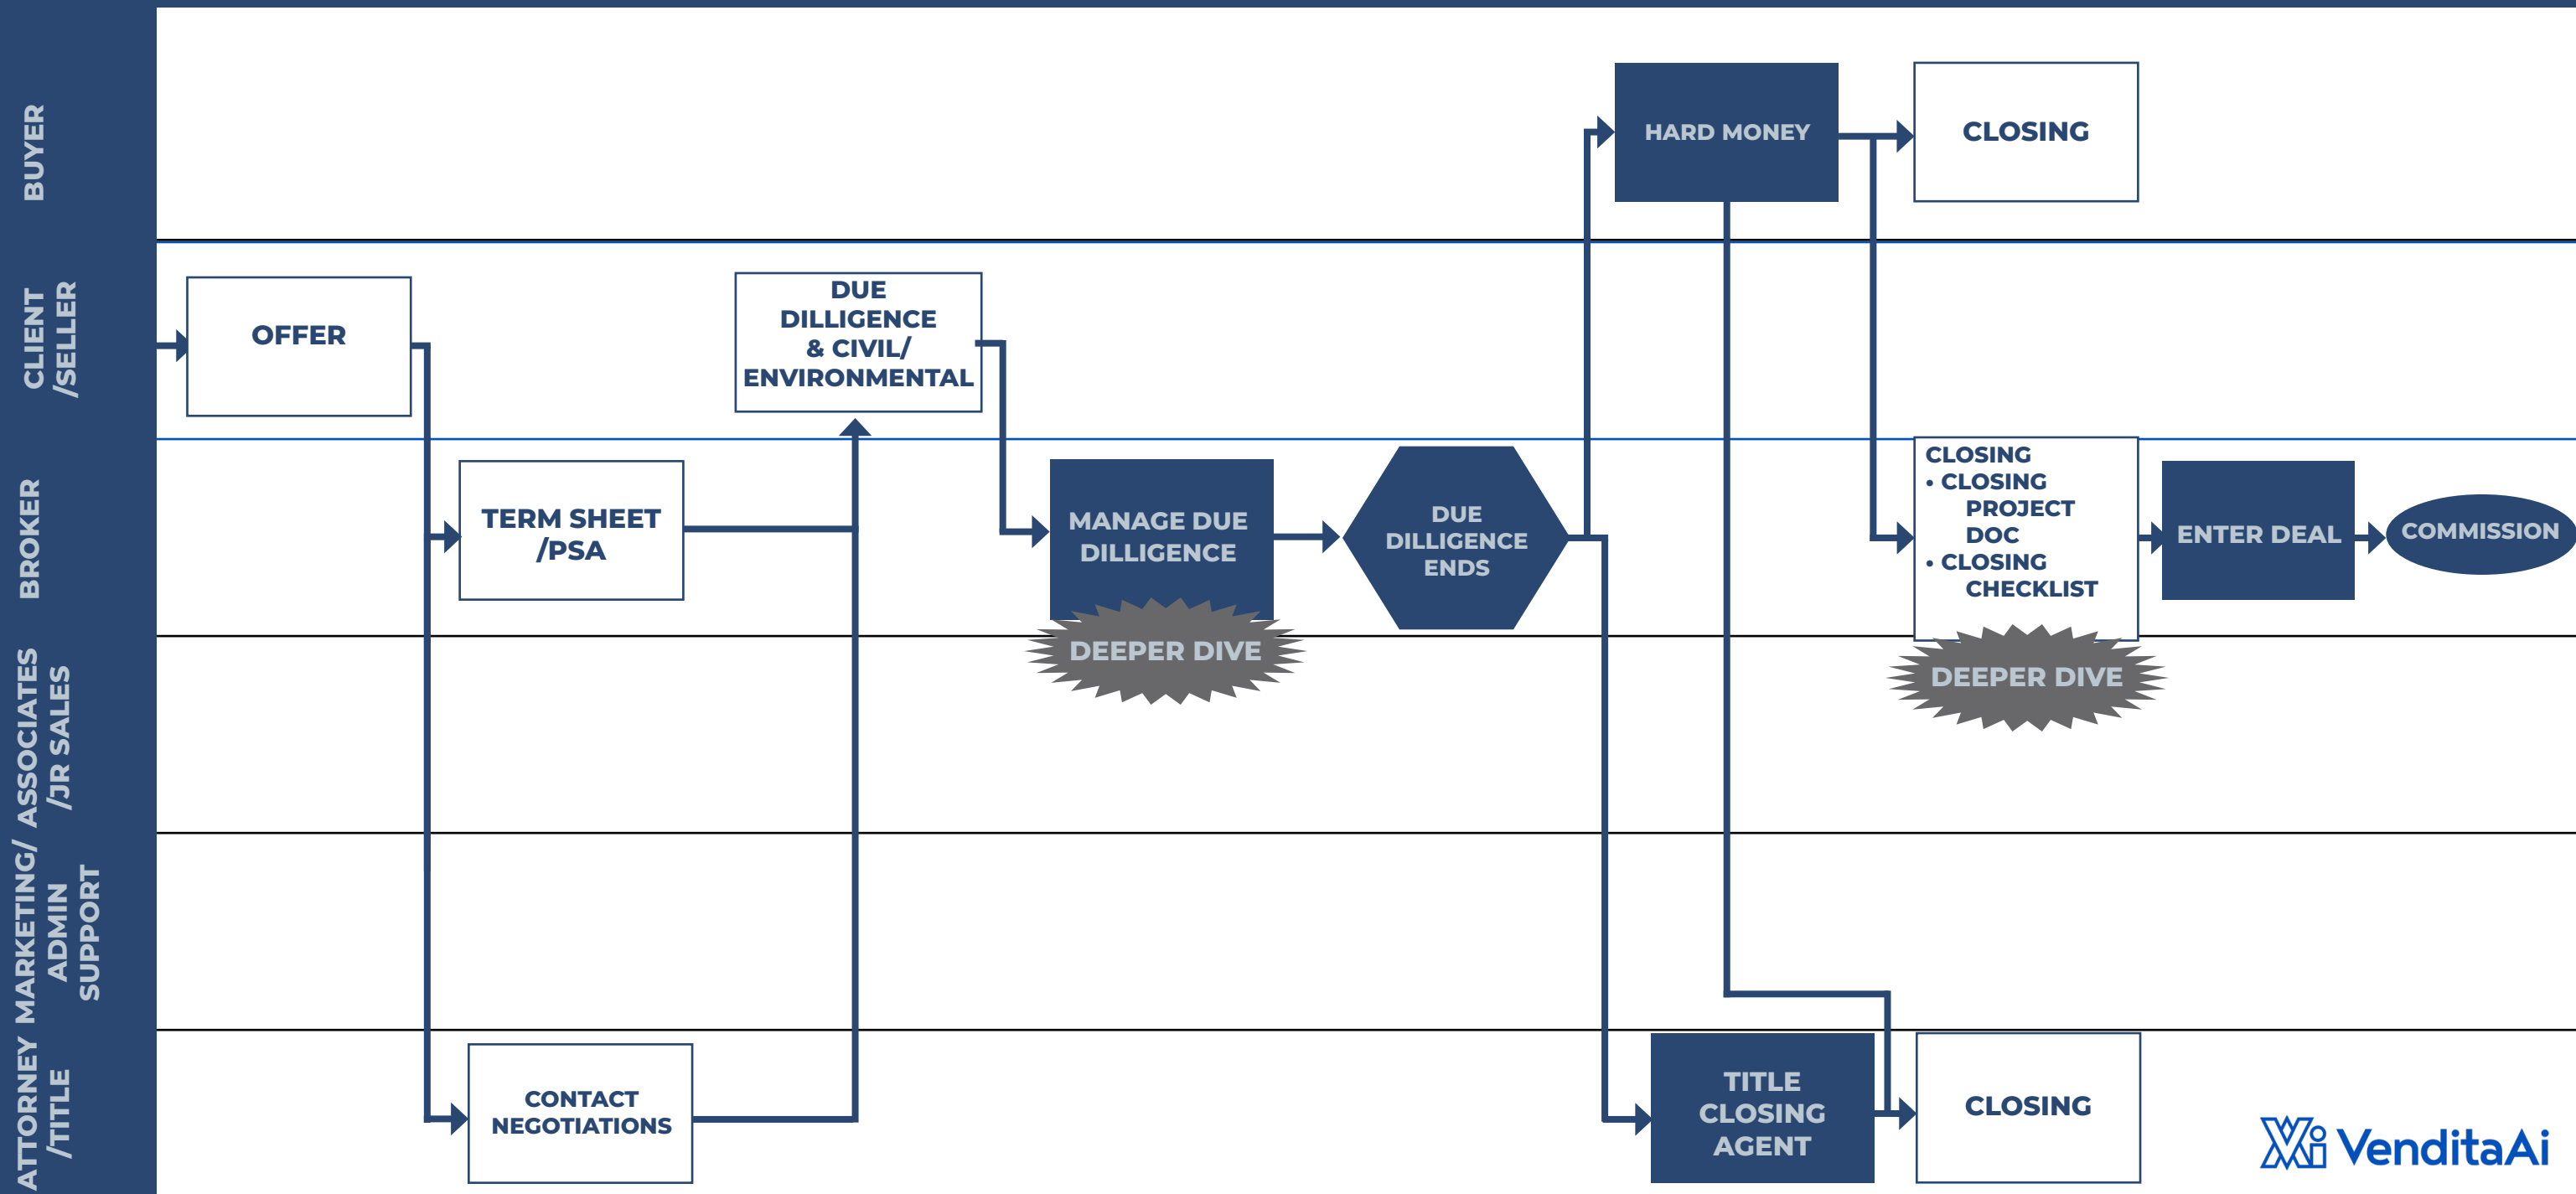 BUYER
HARD MONEY
CLOSING
CLIENT
/SELLER
OFFER
DUE
DILLIGENCE
& CIVIL/
ENVIRONMENTAL
BROKER
TERM SHEET
/PSA
MANAGE DUE
DILLIGENCE
DEEPER DIVE
DUE
DILLIGENCE
ENDS
CLOSING
• CLOSING
PROJECT
DOC
• CLOSING
CHECKLIST
DEEPER DIVE
ENTER DEAL
COMMISSION
ASSOCIATES
/JR SALES
MARKETING/
ADMIN
SUPPORT
ATTORNEY
/TITLE
CONTACT
NEGOTIATIONS
TITLE
CLOSING
AGENT
CLOSING
VenditaAi